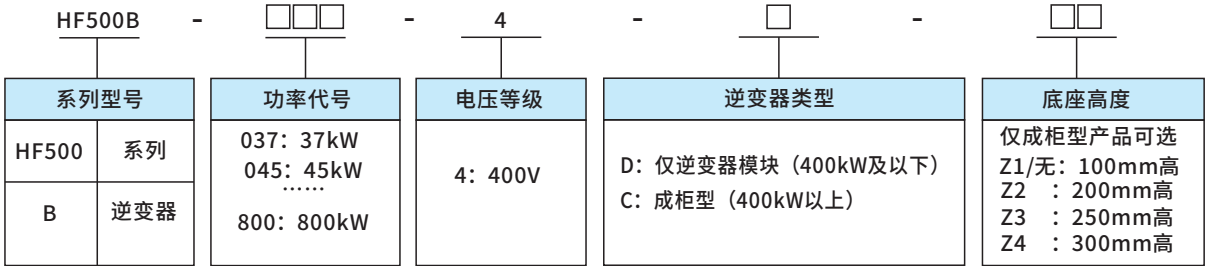 HF500B - □□□ - 4 - □ - □□
系列型号
HF500 系列
B 逆变器
功率代号
037：37kW
045：45kW
……
800：800kW
电压等级
4：400V
逆变器类型
D：仅逆变器模块（400kW及以下）
C：成柜型（400kW以上）
底座高度
仅成柜型产品可选
Z1/无：100mm高
Z2 ：200mm高
Z3 ：250mm高
Z4 ：300mm高